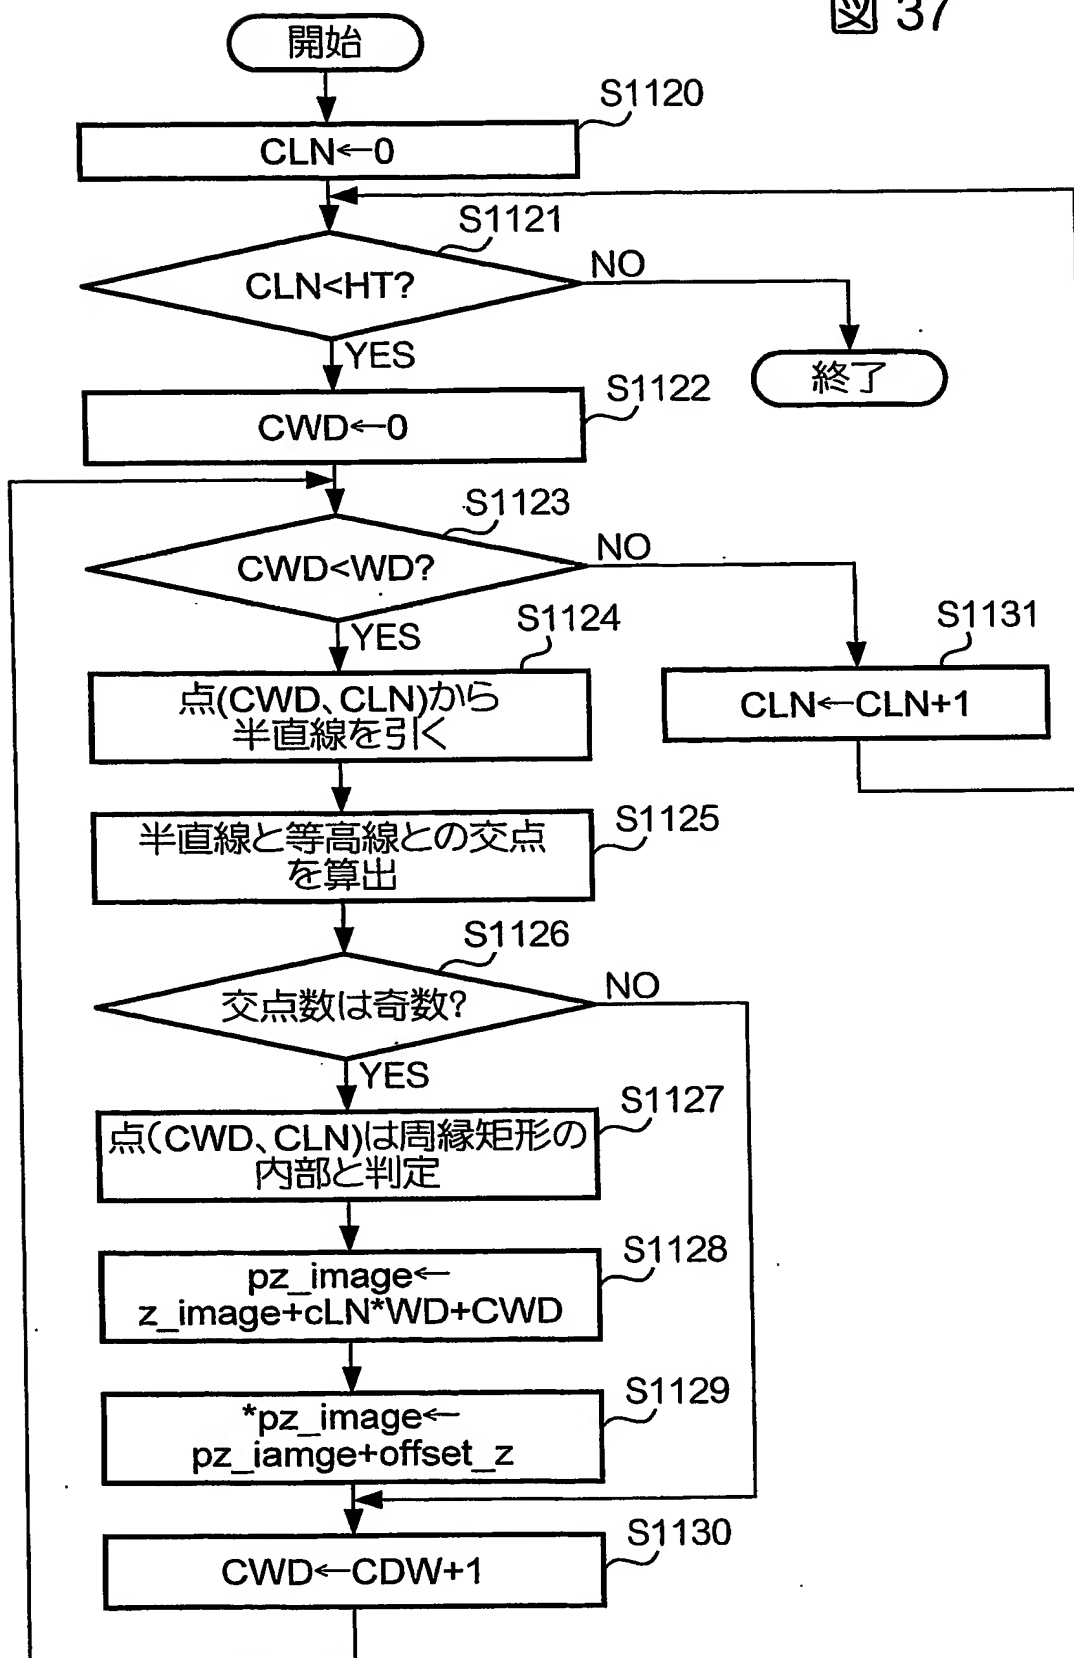 図 37
開始
S1120
CLN←0
S1121
CLN<HT?
NO
YES
終了
S1122
CWD←0
S1123
CWD<WD?
NO
YES
S1124
点(CWD、CLN)から
半直線を引く
S1131
CLN←CLN+1
S1125
半直線と等高線との交点
を算出
S1126
交点数は奇数?
NO
YES
S1127
点(CWD、CLN)は周縁矩形の
内部と判定
S1128
pz_image←
z_image+cLN*WD+CWD
S1129
*pz_image←
pz_iamge+offset_z
S1130
CWD←CDW+1